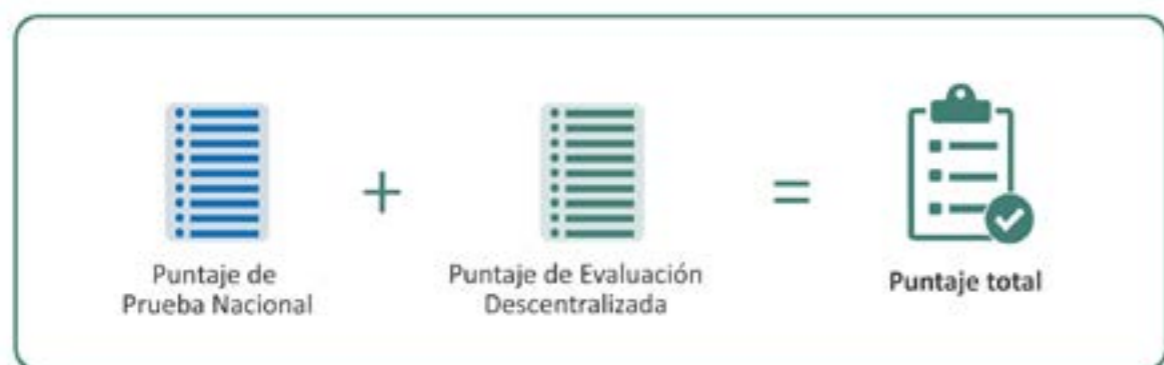 Puntaje de
Prueba Nacional
+
Puntaje de Evaluación
Descentralizada
=
Puntaje total